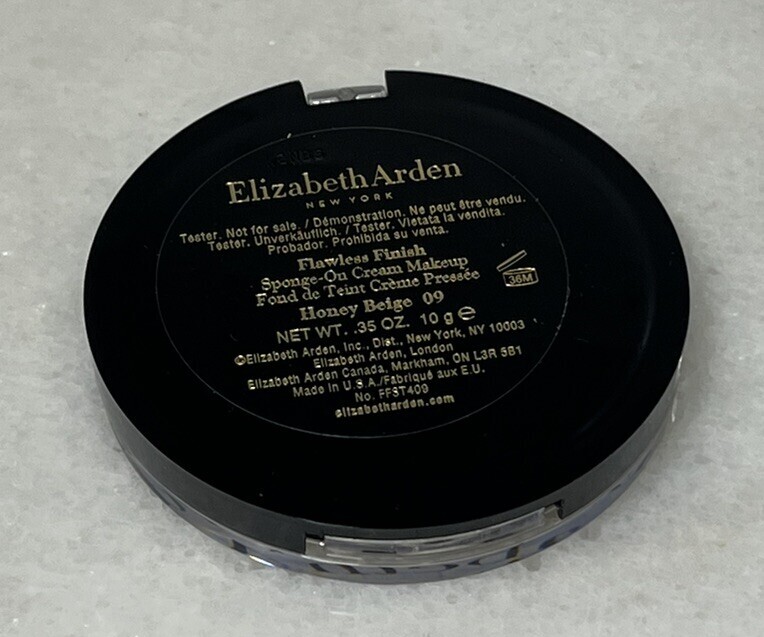 Elizabeth Arden
NEW YORK
Tester. Not for sale. / Démonstration. Ne peut être vendu.
Tester. Unverkäuflich. / Tester. Vietata la vendita.
Probador. Prohibida su venta.
Flawless Finish
Sponge-On Cream Makeup
Fond de Teint Crème Pressée
36M
Honey Beige 09
NET WT. .35 OZ. 10 g ℮
©Elizabeth Arden, Inc., Dist., New York, NY 10003
Elizabeth Arden, London
Elizabeth Arden Canada, Markham, ON L3R 5B1
Made in U.S.A./Fabriqué aux E.U.
No. FFST409
elizabetharden.com